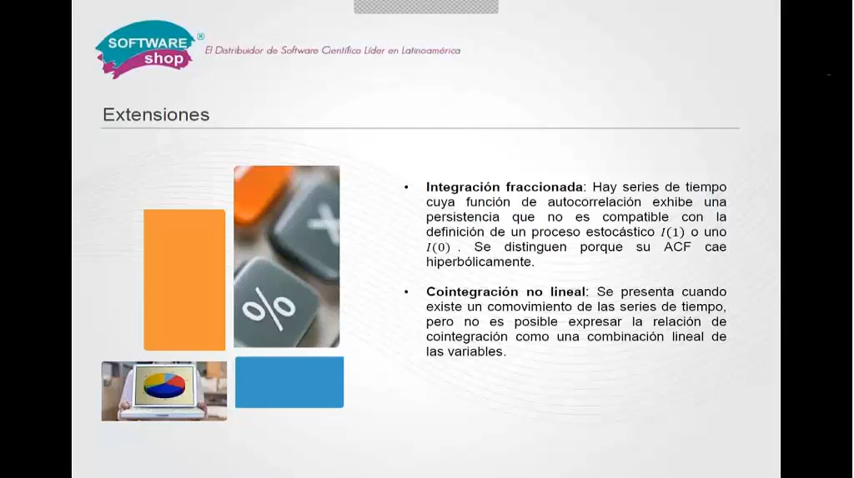 SOFTWARE
shop
®
El Distribuidor de Software Científico Líder en Latinoamérica
Extensiones
• Integración fraccionada: Hay series de tiempo
cuya función de autocorrelación exhibe una
persistencia que no es compatible con la
definición de un proceso estocástico I(1) o uno
I(0) . Se distinguen porque su ACF cae
hiperbólicamente.
• Cointegración no lineal: Se presenta cuando
existe un comovimiento de las series de tiempo,
pero no es posible expresar la relación de
cointegración como una combinación lineal de
las variables.
%